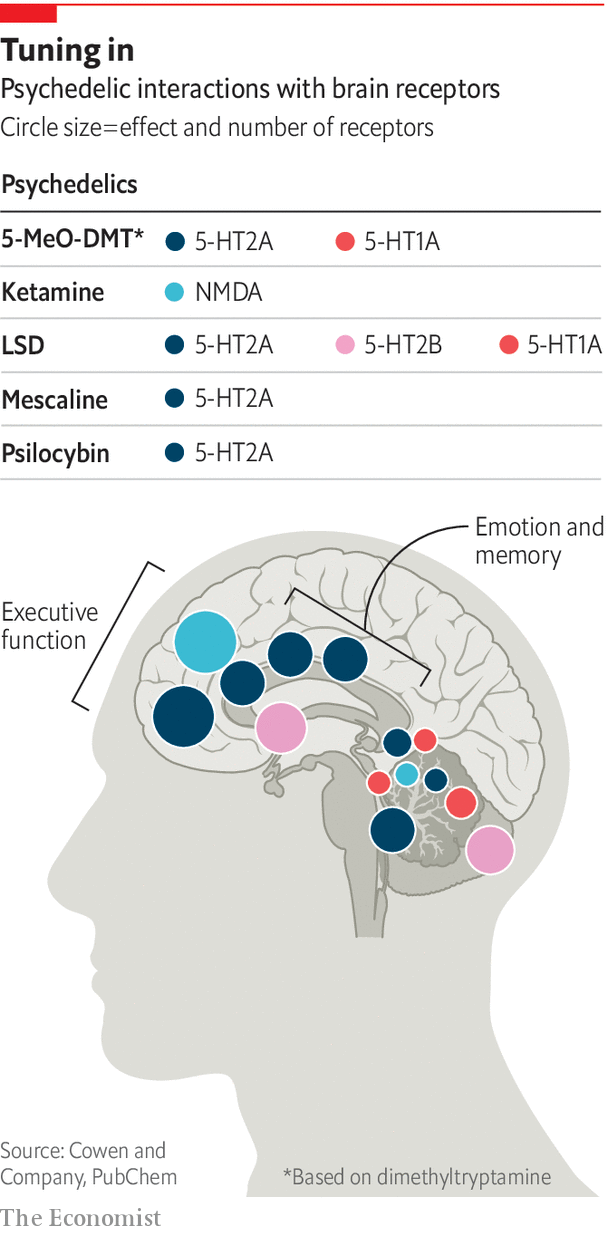 Tuning in
Psychedelic interactions with brain receptors
Circle size=effect and number of receptors
Psychedelics
5-MeO-DMT* 5-HT2A 5-HT1A
Ketamine NMDA
LSD 5-HT2A 5-HT2B 5-HT1A
Mescaline 5-HT2A
Psilocybin 5-HT2A
Emotion and
memory
Executive
function
Source: Cowen and
Company, PubChem
*Based on dimethyltryptamine
The Economist